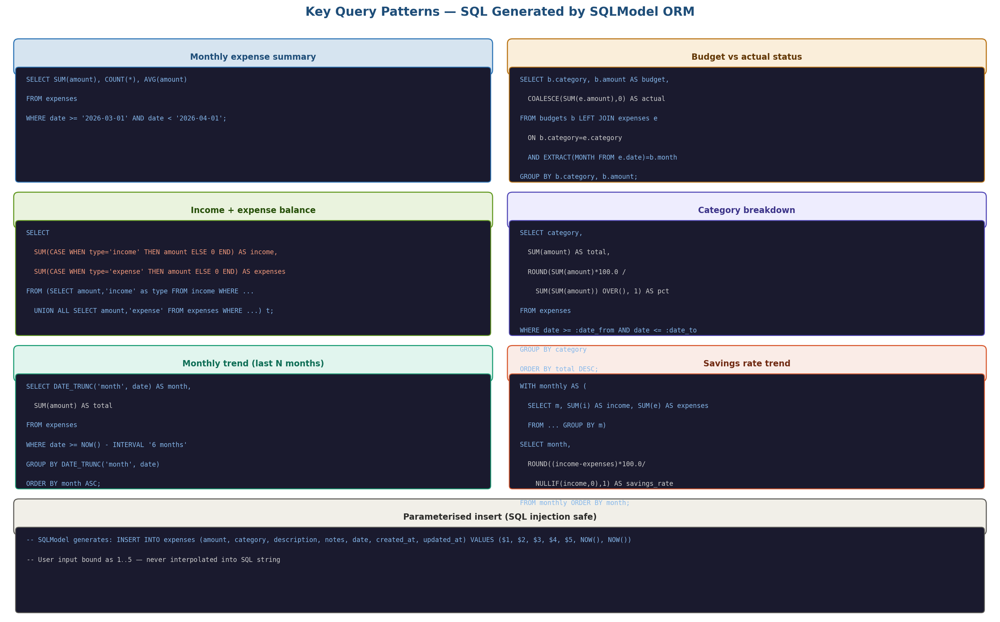 Key Query Patterns — SQL Generated by SQLModel ORM
Monthly expense summary
SELECT SUM(amount), COUNT(*), AVG(amount)
FROM expenses
WHERE date >= '2026-03-01' AND date < '2026-04-01';
Budget vs actual status
SELECT b.category, b.amount AS budget,
  COALESCE(SUM(e.amount),0) AS actual
FROM budgets b LEFT JOIN expenses e
  ON b.category=e.category
  AND EXTRACT(MONTH FROM e.date)=b.month
GROUP BY b.category, b.amount;
Income + expense balance
SELECT
  SUM(CASE WHEN type='income' THEN amount ELSE 0 END) AS income,
  SUM(CASE WHEN type='expense' THEN amount ELSE 0 END) AS expenses
FROM (SELECT amount,'income' as type FROM income WHERE ...
  UNION ALL SELECT amount,'expense' FROM expenses WHERE ...) t;
Category breakdown
SELECT category,
  SUM(amount) AS total,
  ROUND(SUM(amount)*100.0 /
    SUM(SUM(amount)) OVER(), 1) AS pct
FROM expenses
WHERE date >= :date_from AND date <= :date_to
GROUP BY category
ORDER BY total DESC;
Monthly trend (last N months)
SELECT DATE_TRUNC('month', date) AS month,
  SUM(amount) AS total
FROM expenses
WHERE date >= NOW() - INTERVAL '6 months'
GROUP BY DATE_TRUNC('month', date)
ORDER BY month ASC;
Savings rate trend
WITH monthly AS (
  SELECT m, SUM(i) AS income, SUM(e) AS expenses
  FROM ... GROUP BY m)
SELECT month,
  ROUND((income-expenses)*100.0/
    NULLIF(income,0),1) AS savings_rate
FROM monthly ORDER BY month;
Parameterised insert (SQL injection safe)
-- SQLModel generates: INSERT INTO expenses (amount, category, description, notes, date, created_at, updated_at) VALUES ($1, $2, $3, $4, $5, NOW(), NOW())
-- User input bound as 1..5 — never interpolated into SQL string